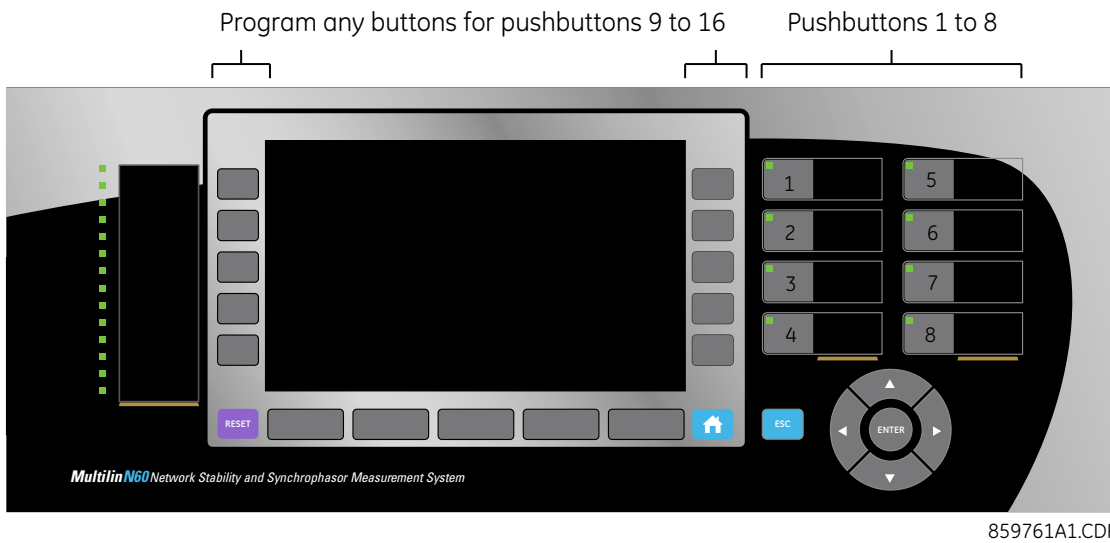 Program any buttons for pushbuttons 9 to 16
Pushbuttons 1 to 8
1
5
2
6
3
7
4
8
RESET
ESC
ENTER
Multilin N60 Network Stability and Synchrophasor Measurement System
859761A1.CD